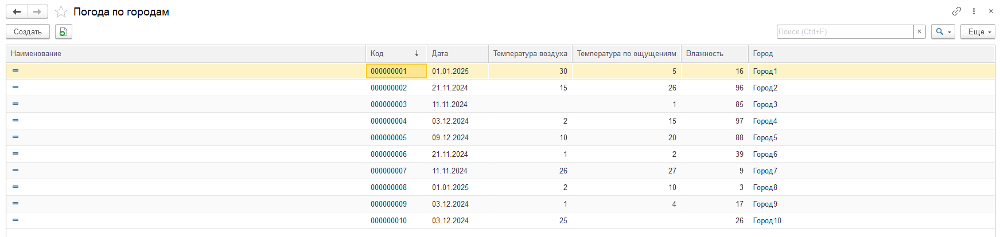 Погода по городам
Создать Поиск (Ctrl+F) × Еще
Наименование Код ↓ Дата Температура воздуха Температура по ощущениям Влажность Город
000000001 01.01.2025 30 5 16 Город1
000000002 21.11.2024 15 26 96 Город2
000000003 11.11.2024 1 85 Город3
000000004 03.12.2024 2 15 97 Город4
000000005 09.12.2024 10 20 88 Город5
000000006 21.11.2024 1 2 39 Город6
000000007 11.11.2024 26 27 9 Город7
000000008 01.01.2025 2 10 3 Город8
000000009 03.12.2024 1 4 17 Город9
000000010 03.12.2024 25 26 Город10